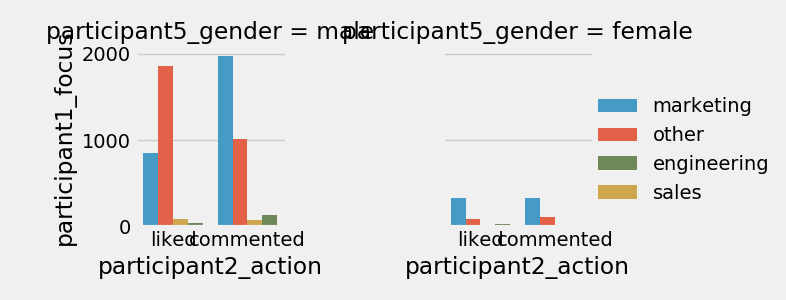 participant5_gender = male
participant5_gender = female
participant1_focus
2000
1000
0
liked
commented
liked
commented
participant2_action
participant2_action
marketing
other
engineering
sales